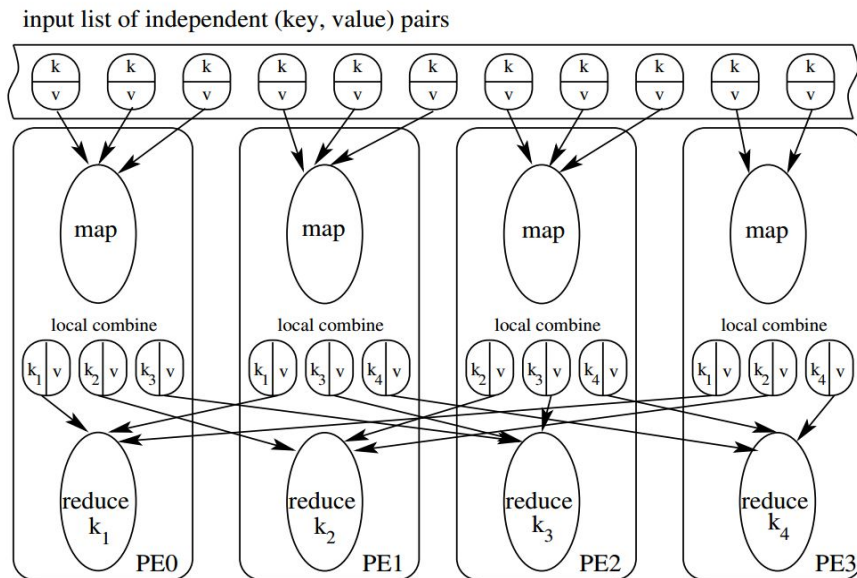 input list of independent (key, value) pairs
k k k k k k k k k k k
v v v v v v v v v v v
map map map map
local combine local combine local combine local combine
k1 v k2 v k3 v k1 v k3 v k4 v k2 v k3 v k4 v k1 v k2 v k4 v
reduce reduce reduce reduce
k1 k2 k3 k4
PE0 PE1 PE2 PE3